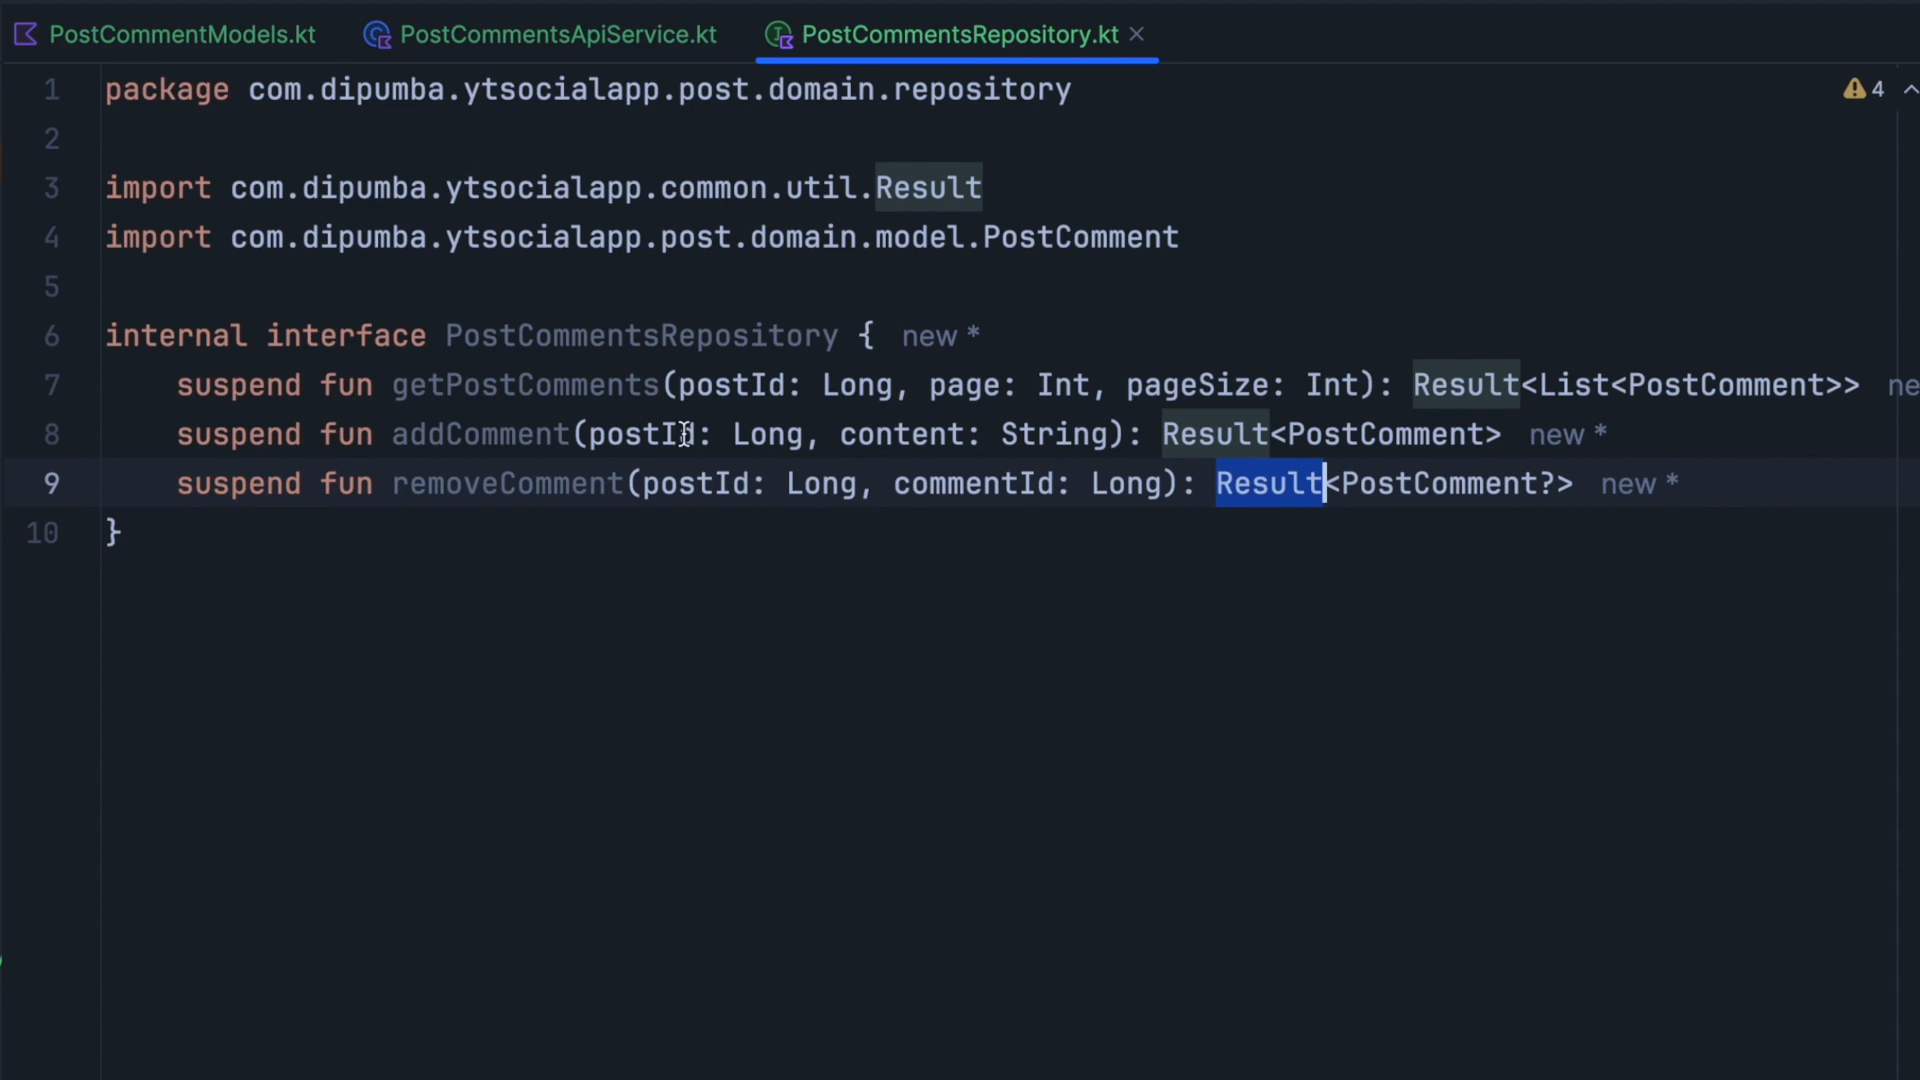 PostCommentModels.kt PostCommentsApiService.kt PostCommentsRepository.kt
1 package com.dipumba.ytsocialapp.post.domain.repository 4
2
3 import com.dipumba.ytsocialapp.common.util.Result
4 import com.dipumba.ytsocialapp.post.domain.model.PostComment
5
6 internal interface PostCommentsRepository { new *
7 suspend fun getPostComments(postId: Long, page: Int, pageSize: Int): Result<List<PostComment>> ne
8 suspend fun addComment(postId: Long, content: String): Result<PostComment> new *
9 suspend fun removeComment(postId: Long, commentId: Long): Result<PostComment?> new *
10 }